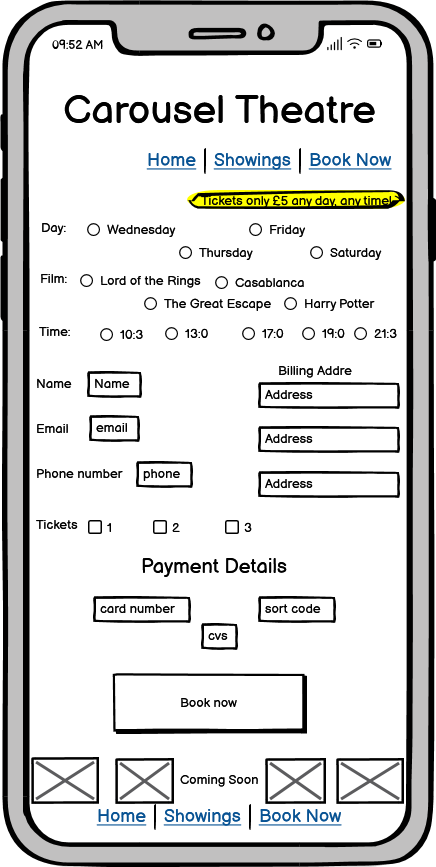 09:52 AM
Carousel Theatre
Home Showings Book Now
Tickets only £5 any day, any time!
Day: Wednesday Friday
Thursday Saturday
Film: Lord of the Rings Casablanca
The Great Escape Harry Potter
Time: 10:3 13:0 17:0 19:0 21:3
Billing Addre
Name Name Address
Email email Address
Phone number phone Address
Tickets 1 2 3
Payment Details
card number sort code
cvs
Book now
Coming Soon
Home Showings Book Now